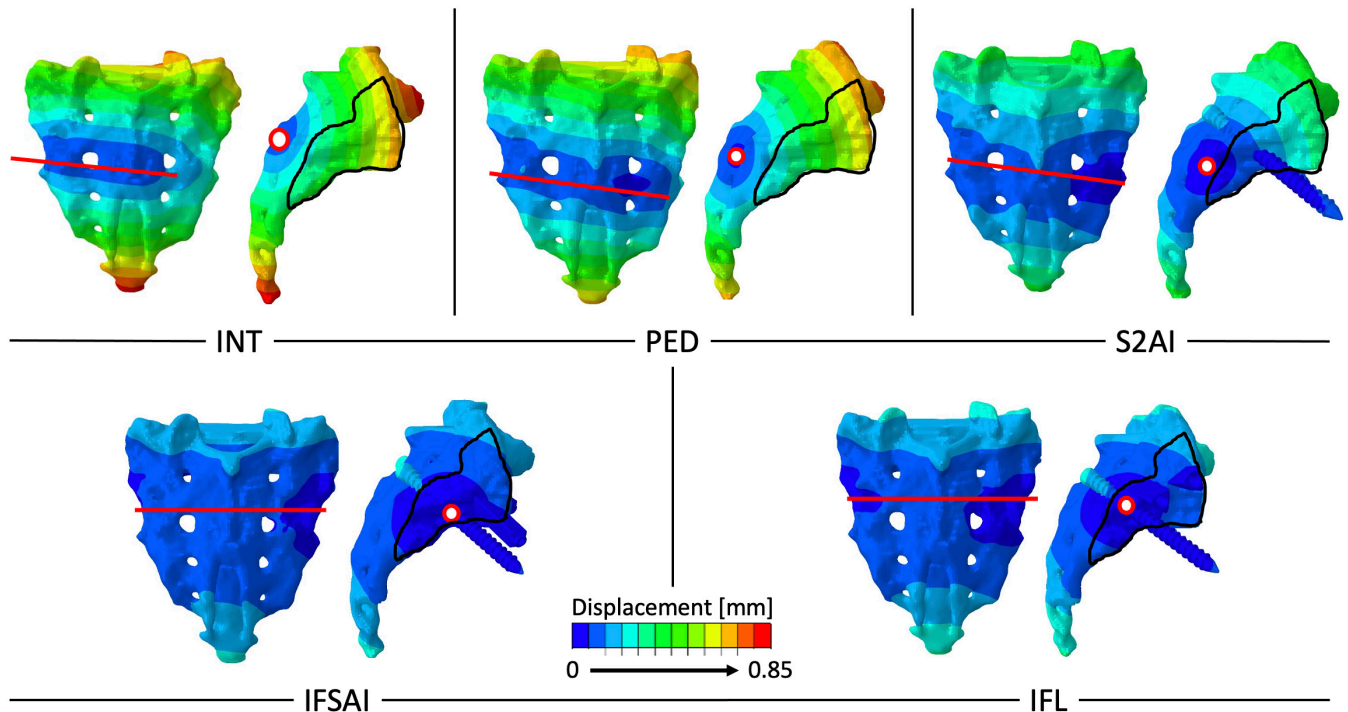 INT
PED
S2AI
Displacement [mm]
0
0.85
IFSAI
IFL